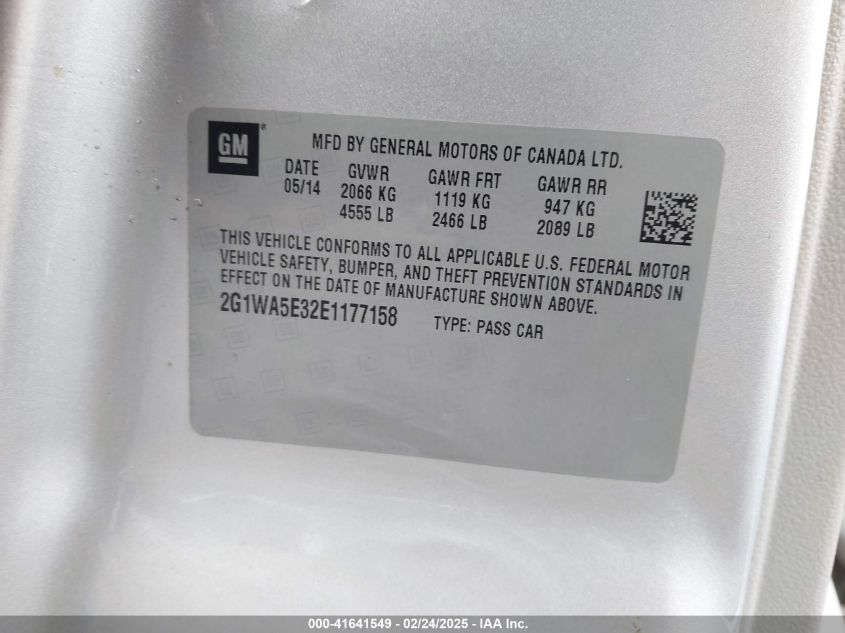 GM®
MFD BY GENERAL MOTORS OF CANADA LTD.
DATE GVWR GAWR FRT GAWR RR
05/14 2066 KG 1119 KG 947 KG
4555 LB 2466 LB 2089 LB
THIS VEHICLE CONFORMS TO ALL APPLICABLE U.S. FEDERAL MOTOR
VEHICLE SAFETY, BUMPER, AND THEFT PREVENTION STANDARDS IN
EFFECT ON THE DATE OF MANUFACTURE SHOWN ABOVE.
2G1WA5E32E1177158 TYPE: PASS CAR
000-41641549 - 02/24/2025 - IAA Inc.